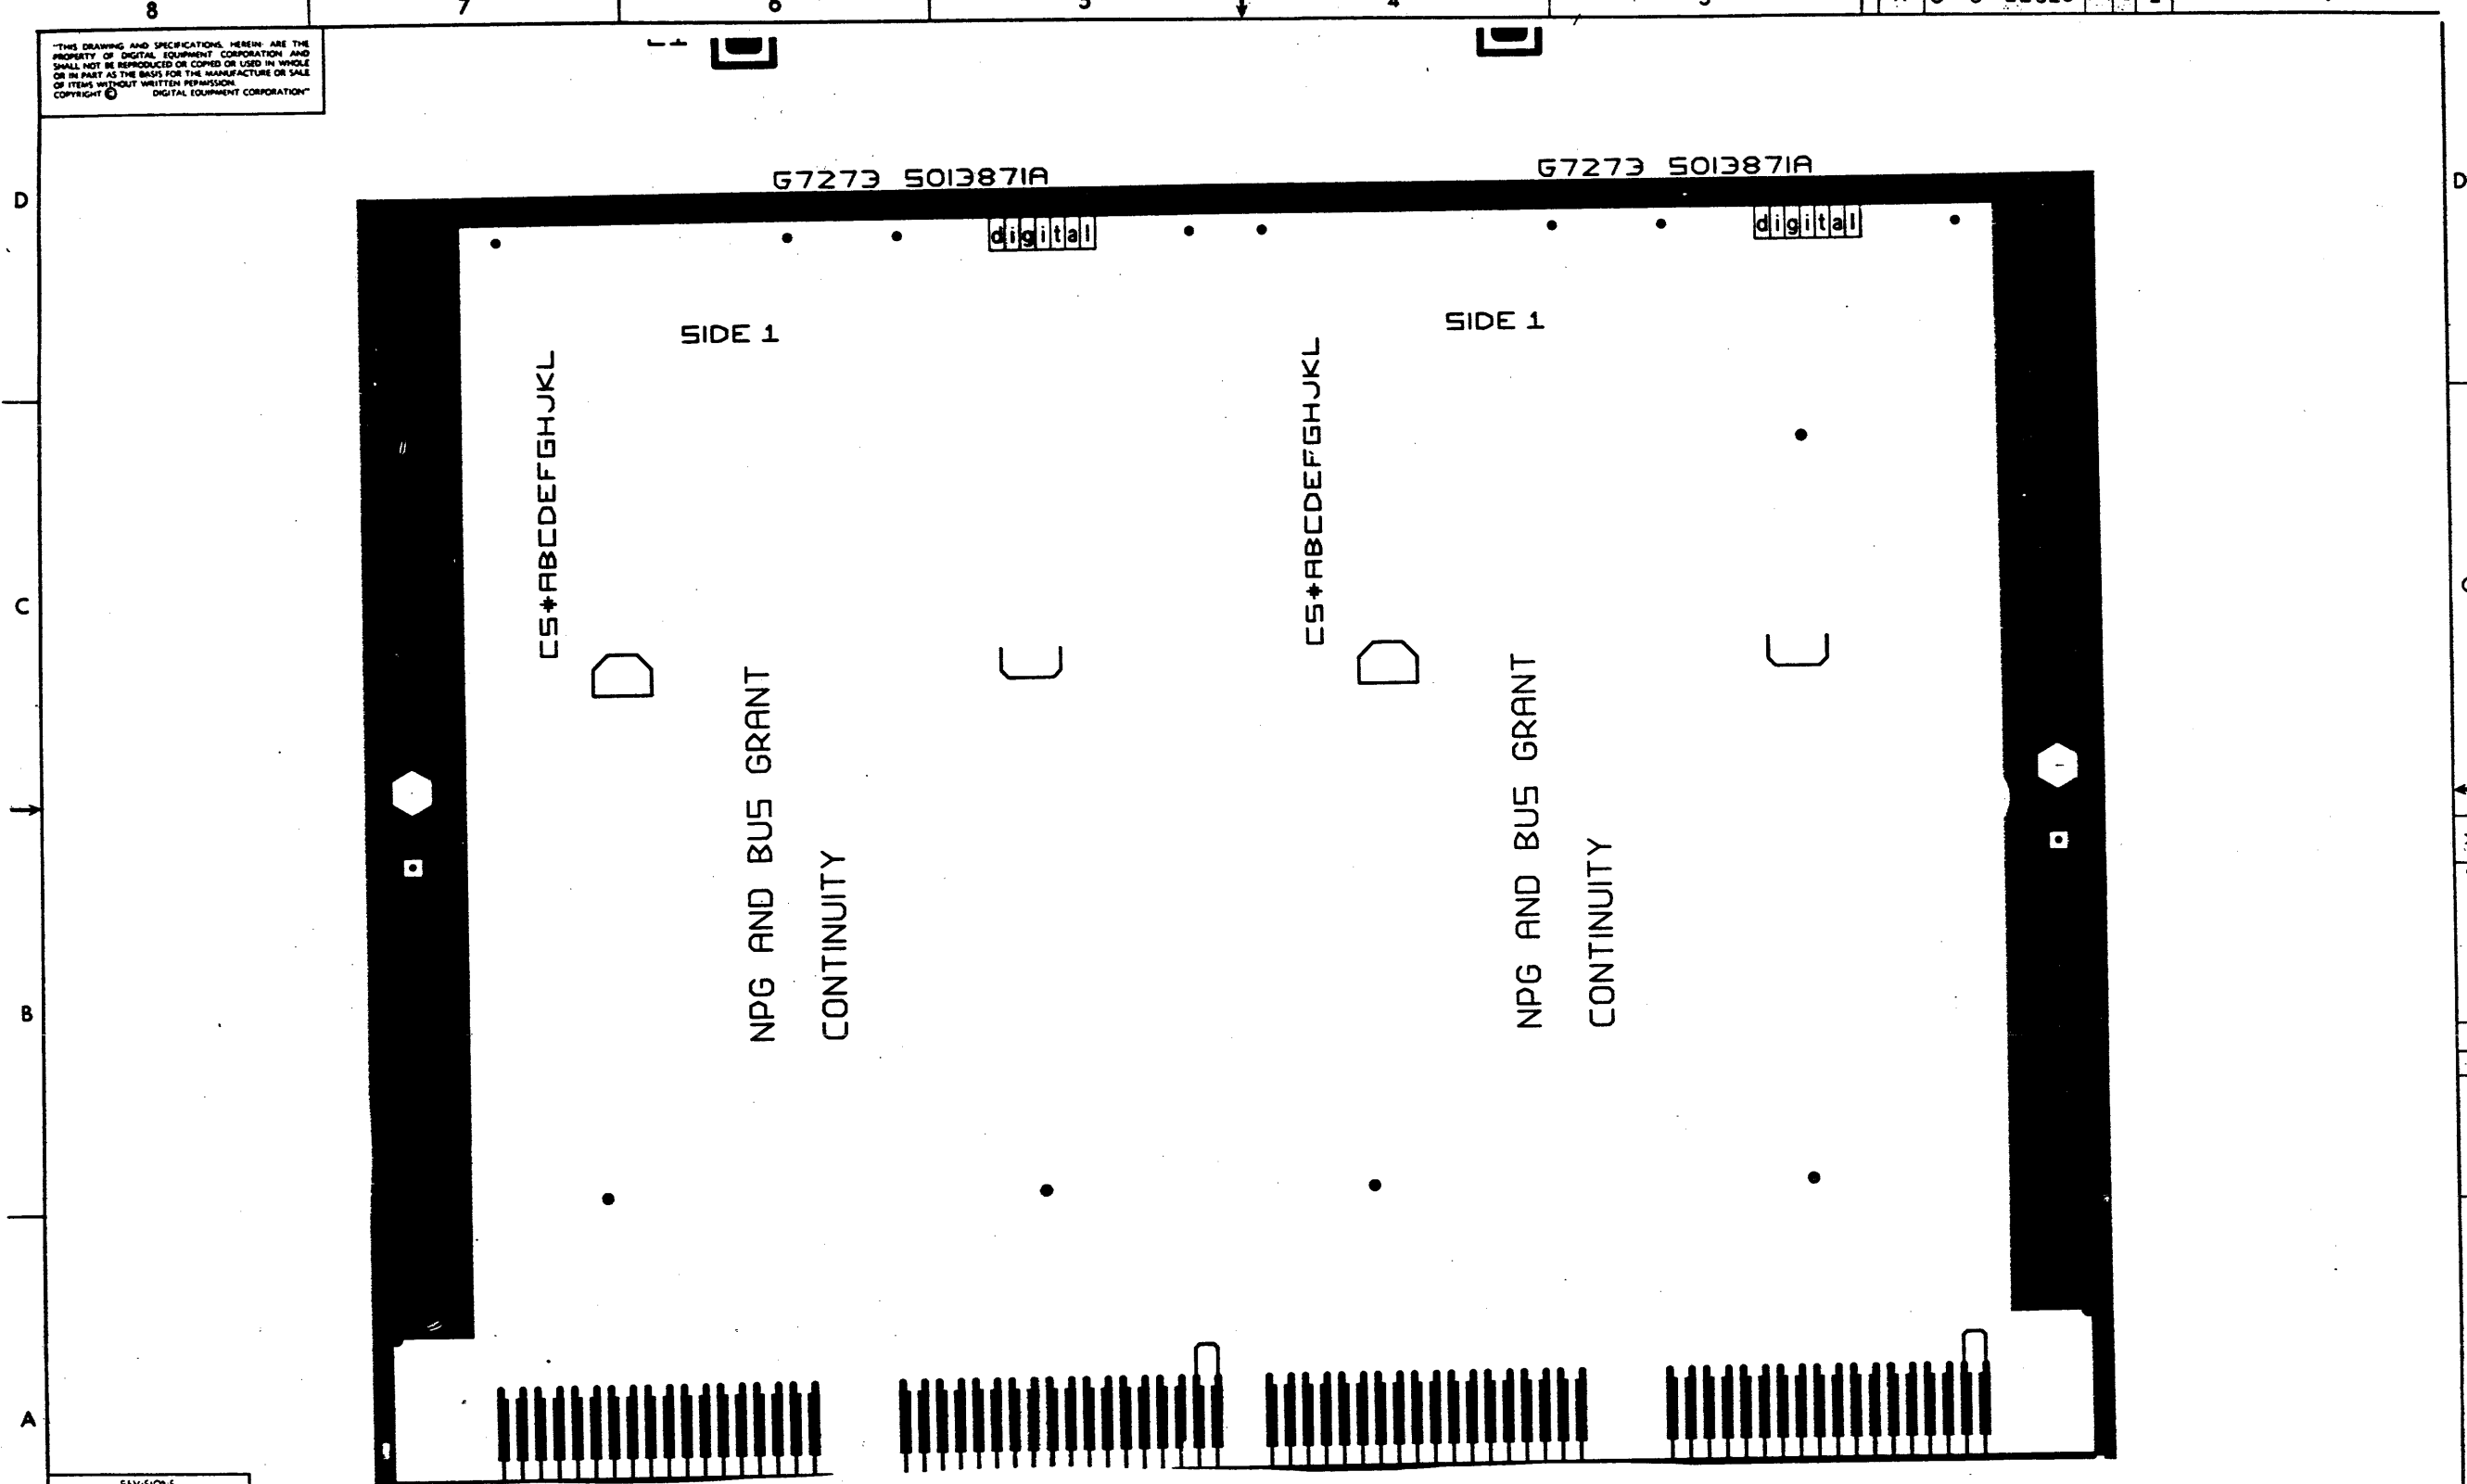 8 7 6 5 4 3
"THIS DRAWING AND SPECIFICATIONS, HEREIN, ARE THE
PROPERTY OF DIGITAL EQUIPMENT CORPORATION AND
SHALL NOT BE REPRODUCED OR COPIED OR USED IN WHOLE
OR IN PART AS THE BASIS FOR THE MANUFACTURE OR SALE
OF ITEMS WITHOUT WRITTEN PERMISSION.
COPYRIGHT © DIGITAL EQUIPMENT CORPORATION"
G7273 5013871A
G7273 5013871A
D
D
digital
digital
SIDE 1
SIDE 1
CS*ABCDEFGHJKL
CS*ABCDEFGHJKL
C
D
D
NPG AND BUS GRANT
CONTINUITY
NPG AND BUS GRANT
CONTINUITY
B
A